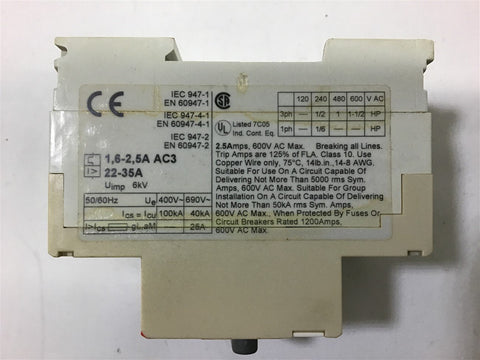 CE
IEC 947-1
EN 60947-1
IEC 947-4-1
EN 60947-4-1
IEC 947-2
EN 60947-2
1,6-2,5A AC3
I> 22-35A
Uimp 6kV
50/60Hz Ue 400V~ 690V~
Ics = Icu 100kA 40kA
I>Ics gL.aM — 25A
SA
UL Listed 7C05
Ind. Cont. Eq.
120 240 480 600 V AC
3ph — 1/2 1 1-1/2 HP
1ph — 1/6 — — HP
2.5Amps, 600V AC Max. Breaking all Lines.
Trip Amps are 125% of FLA. Class 10. Use
Copper Wire only, 75°C, 14lb.in., 14-8 AWG.
Suitable For Use On A Circuit Capable Of
Delivering Not More Than 5000 rms Sym.
Amps, 600V AC Max. Suitable For Group
Installation On A Circuit Capable Of Delivering
Not More Than 50kA rms Sym. Amps,
600V AC Max., When Protected By Fuses Or
Circuit Breakers Rated 1200Amps,
600V AC Max.